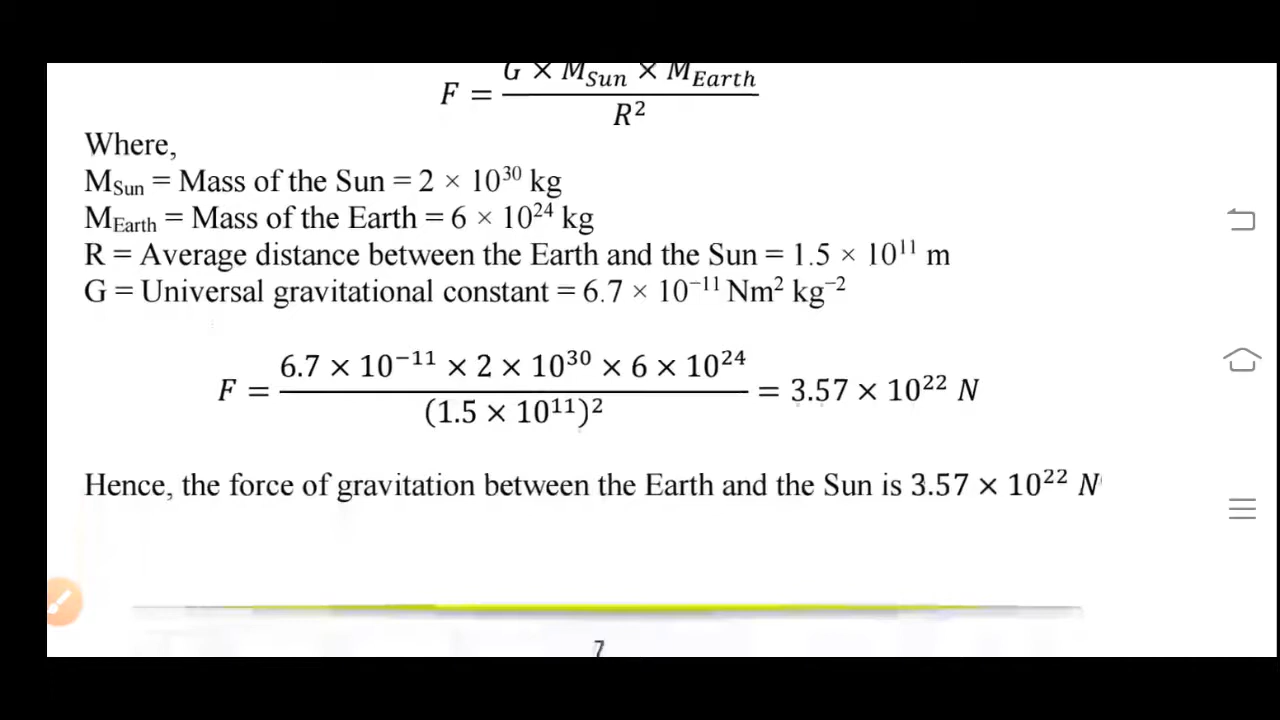 F = G × M_Sun × M_Earth / R²
Where,
M_Sun = Mass of the Sun = 2 × 10³⁰ kg
M_Earth = Mass of the Earth = 6 × 10²⁴ kg
R = Average distance between the Earth and the Sun = 1.5 × 10¹¹ m
G = Universal gravitational constant = 6.7 × 10⁻¹¹ Nm² kg⁻²
F = 6.7 × 10⁻¹¹ × 2 × 10³⁰ × 6 × 10²⁴ / (1.5 × 10¹¹)² = 3.57 × 10²² N
Hence, the force of gravitation between the Earth and the Sun is 3.57 × 10²² N
7